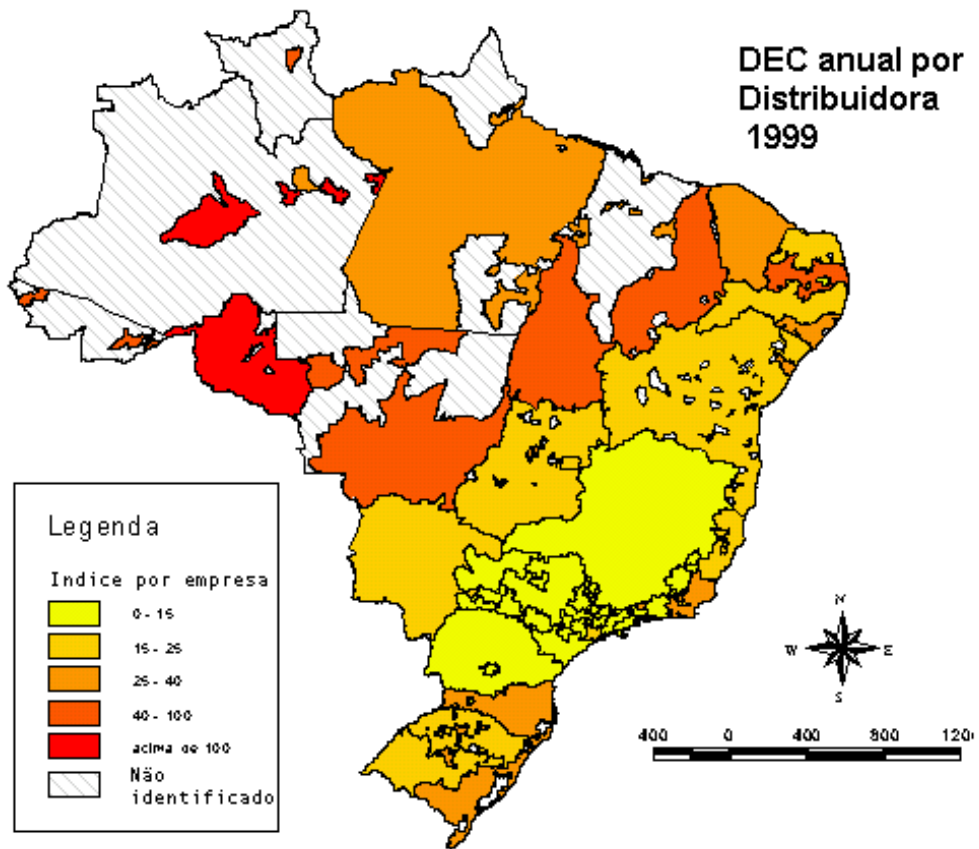 DEC anual por
Distribuidora
1999
Legenda
Indice por empresa
0 - 15
15 - 25
25 - 40
40 - 100
acima de 100
Não
identificado
N
W E
S
400 0 400 800 120